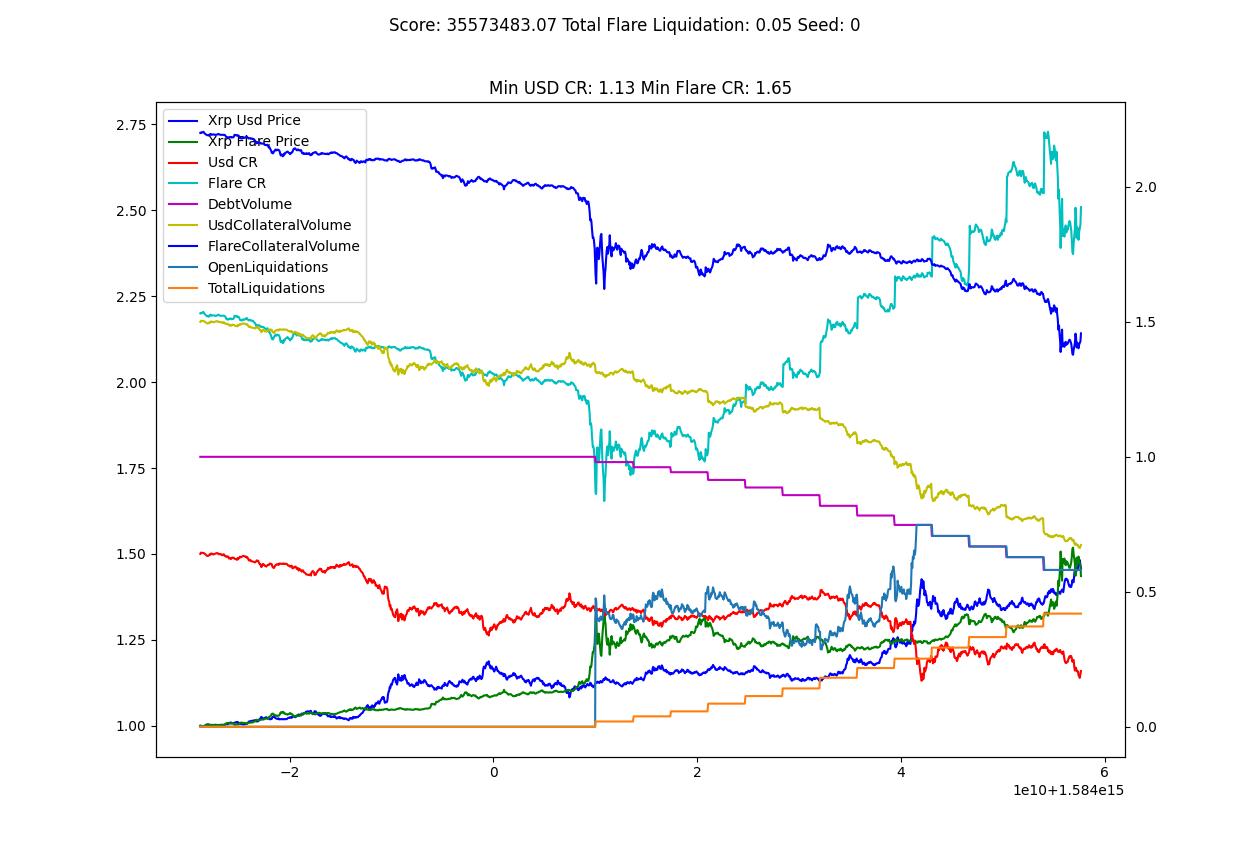 Score: 35573483.07 Total Flare Liquidation: 0.05 Seed: 0
Min USD CR: 1.13 Min Flare CR: 1.65
Xrp Usd Price
Xrp Flare Price
Usd CR
Flare CR
DebtVolume
UsdCollateralVolume
FlareCollateralVolume
OpenLiquidations
TotalLiquidations
2.75
2.50
2.25
2.00
1.75
1.50
1.25
1.00
2.0
1.5
1.0
0.5
0.0
−2
0
2
4
6
1e10+1.584e15